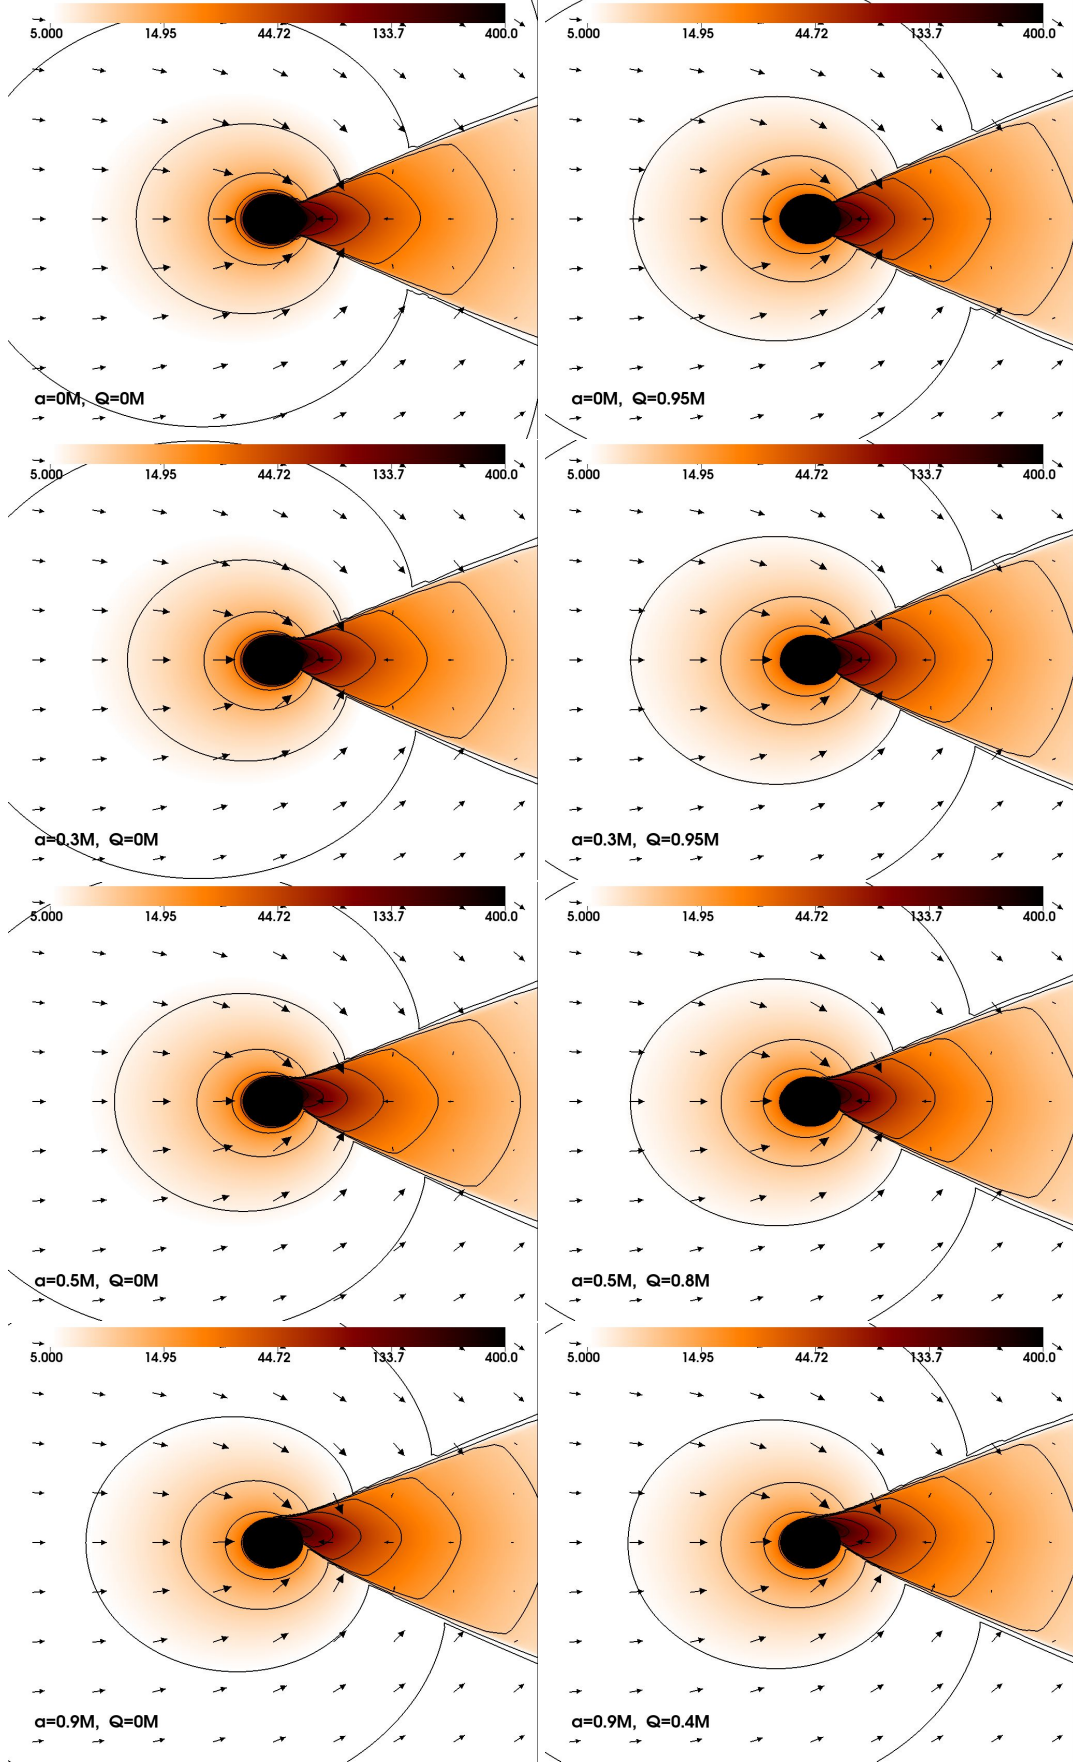 5.000 14.95 44.72 133.7 400.0
5.000 14.95 44.72 133.7 400.0
a=0M, Q=0M
a=0M, Q=0.95M
5.000 14.95 44.72 133.7 400.0
5.000 14.95 44.72 133.7 400.0
a=0.3M, Q=0M
a=0.3M, Q=0.95M
5.000 14.95 44.72 133.7 400.0
5.000 14.95 44.72 133.7 400.0
a=0.5M, Q=0M
a=0.5M, Q=0.8M
5.000 14.95 44.72 133.7 400.0
5.000 14.95 44.72 133.7 400.0
a=0.9M, Q=0M
a=0.9M, Q=0.4M